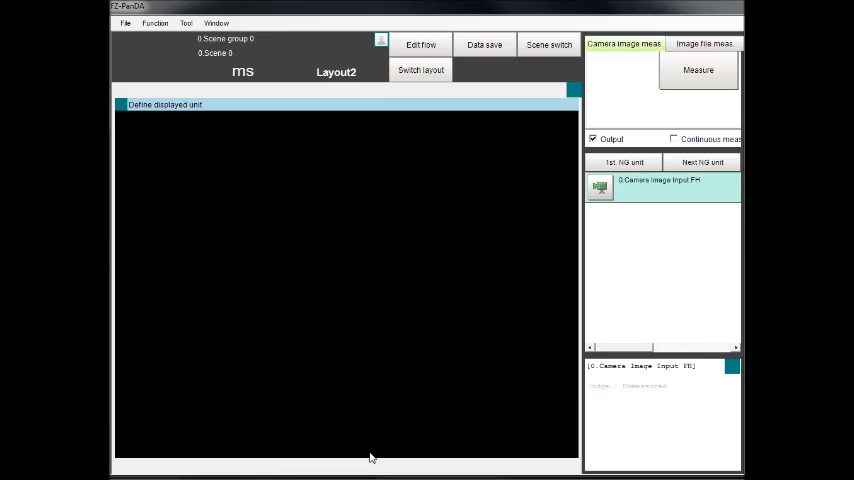 FZ-PanDA
File Function Tool Window
0.Scene group 0
0.Scene 0
ms
Layout2
Edit flow
Data save
Scene switch
Switch layout
Camera image meas
Image file meas.
Measure
Output
Continuous meas
1st. NG unit
Next NG unit
0.Camera Image Input FH
Define displayed unit
[0.Camera Image Input FH]
Judge : Unmeasured